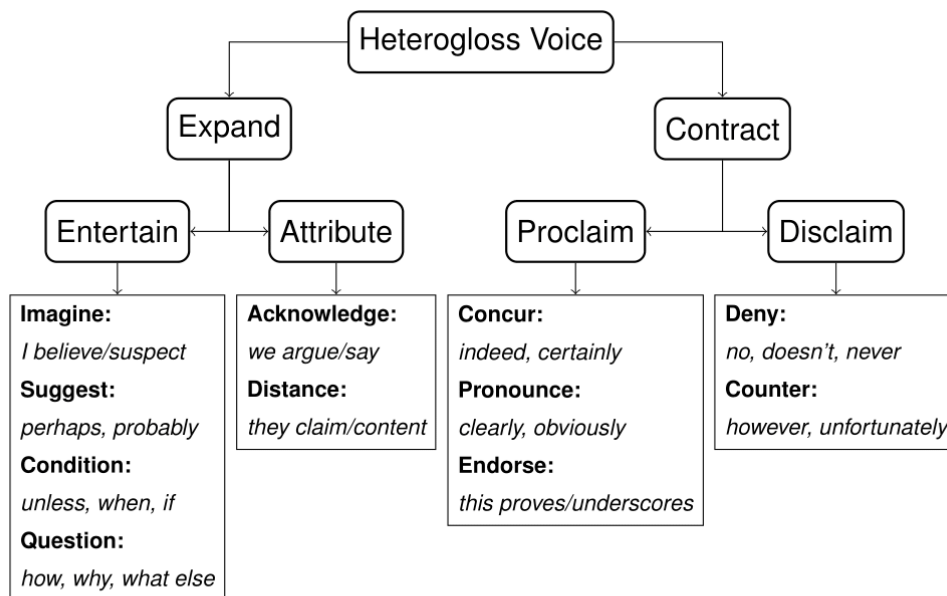 Heterogloss Voice
Expand
Contract
Entertain
Attribute
Proclaim
Disclaim
Imagine:
I believe/suspect
Suggest:
perhaps, probably
Condition:
unless, when, if
Question:
how, why, what else
Acknowledge:
we argue/say
Distance:
they claim/content
Concur:
indeed, certainly
Pronounce:
clearly, obviously
Endorse:
this proves/underscores
Deny:
no, doesn't, never
Counter:
however, unfortunately